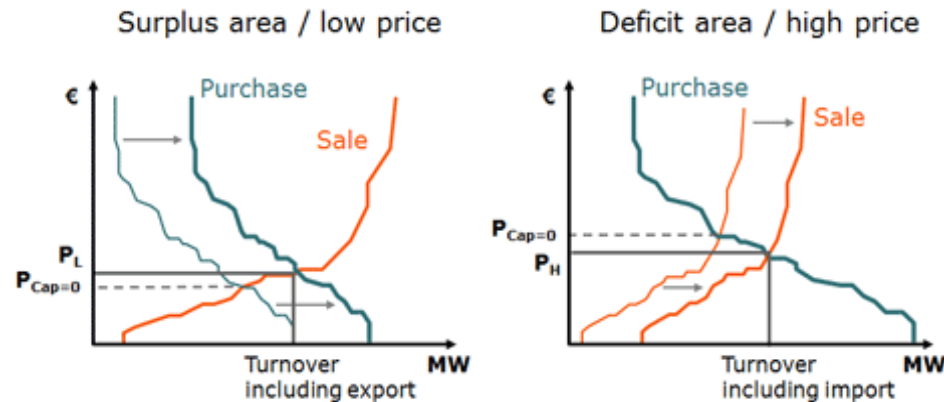 Surplus area / low price
€
Purchase
Sale
P_L
P_Cap=0
Turnover
including export
MW
Deficit area / high price
€
Purchase
Sale
P_Cap=0
P_H
Turnover
including import
MW